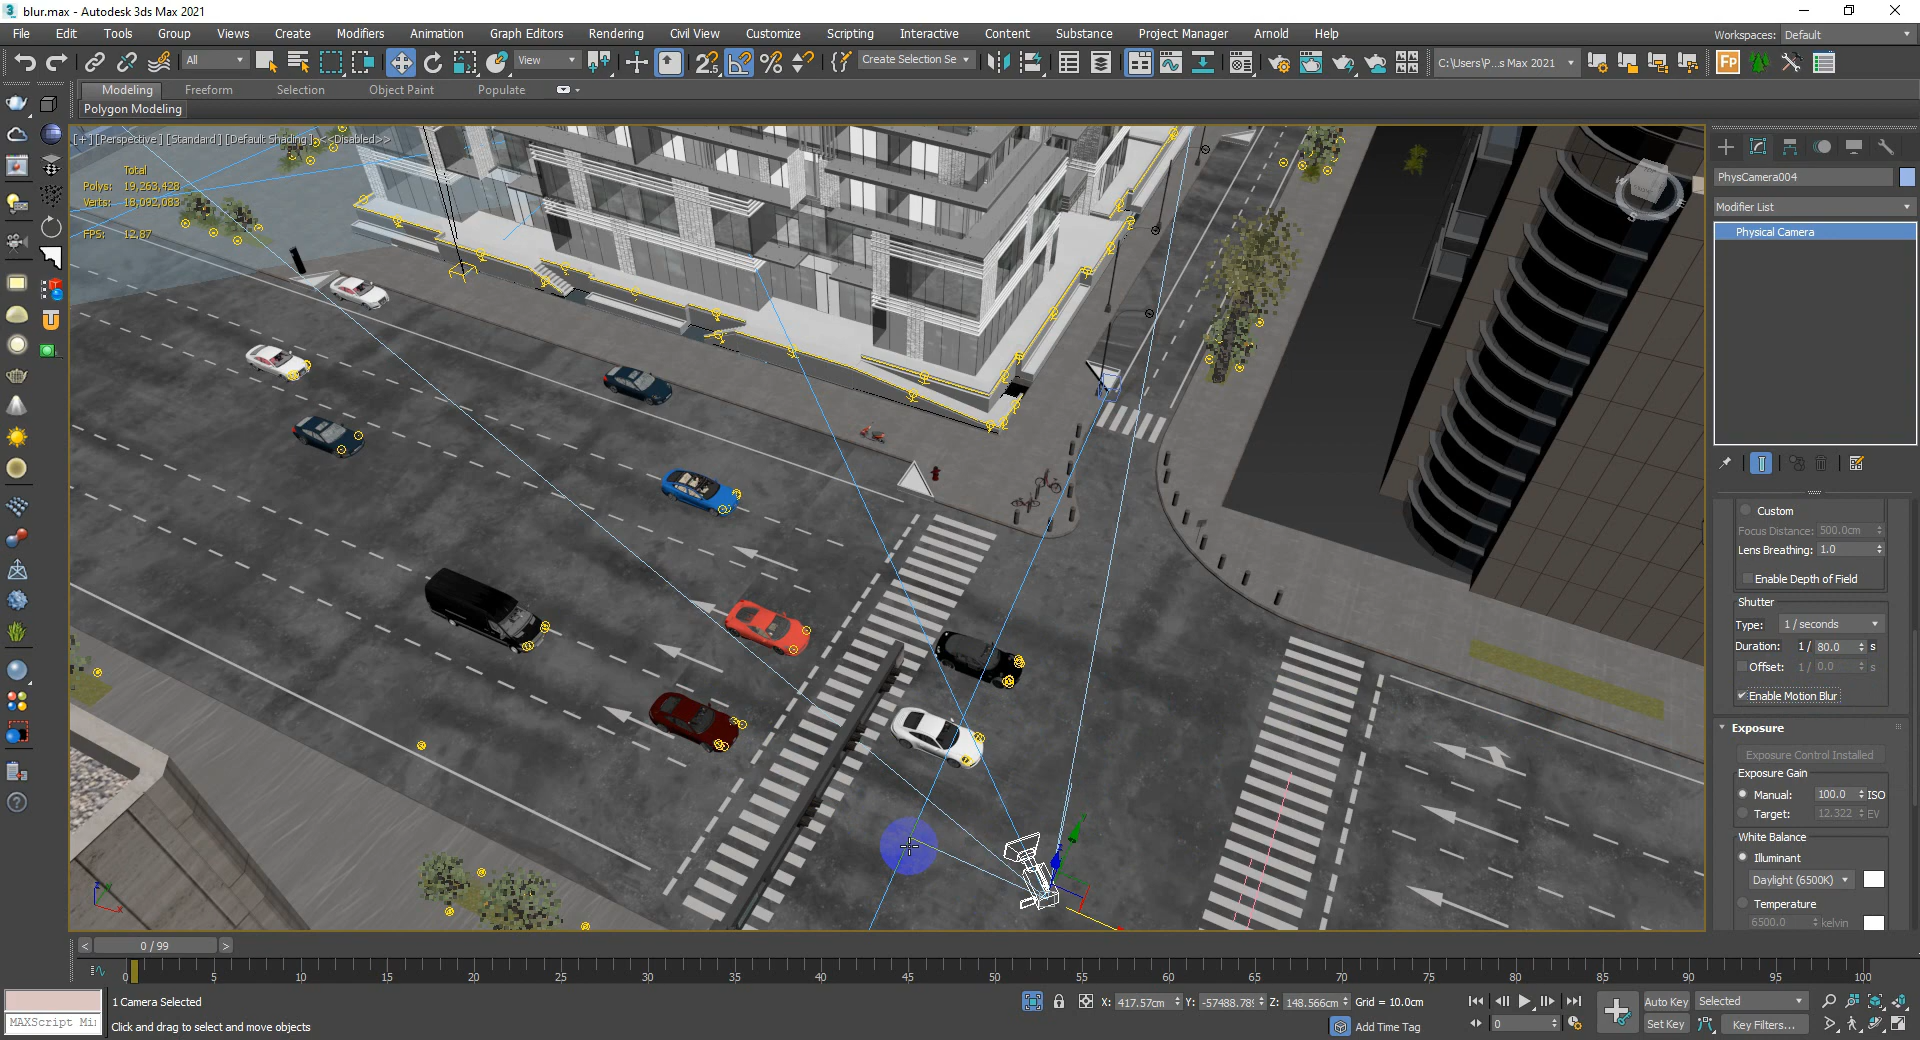 blur.max - Autodesk 3ds Max 2021
File Edit Tools Group Views Create Modifiers Animation Graph Editors Rendering Civil View Customize Scripting Interactive Content Substance Project Manager Arnold Help
Workspaces: Default
All View Create Selection Se C:\Users\P...s Max 2021
Modeling Freeform Selection Object Paint Populate
Polygon Modeling
[+] [Perspective ] [Standard ] [Default Shading ] <<Disabled>>
Total
Polys: 19,263,428
Verts: 18,092,083
FPS: 12.87
PhysCamera004
Modifier List
Physical Camera
Custom
Focus Distance: 500.0cm
Lens Breathing: 1.0
Enable Depth of Field
Shutter
Type: 1 / seconds
Duration: 1 / 80.0 s
Offset: 1 / 0.0 s
Enable Motion Blur
Exposure
Exposure Control Installed
Exposure Gain
Manual: 100.0 ISO
Target: 12.322 EV
White Balance
Illuminant
Daylight (6500K)
Temperature
6500.0 kelvin
< 0 / 99 >
0 5 10 15 20 25 30 35 40 45 50 55 60 65 70 75 80 85 90 95 100
1 Camera Selected
X: 417.57cm Y: -57488.789 Z: 148.566cm Grid = 10.0cm
Auto Key Selected
MAXScript Mi
Click and drag to select and move objects
Add Time Tag
0
Set Key Key Filters...